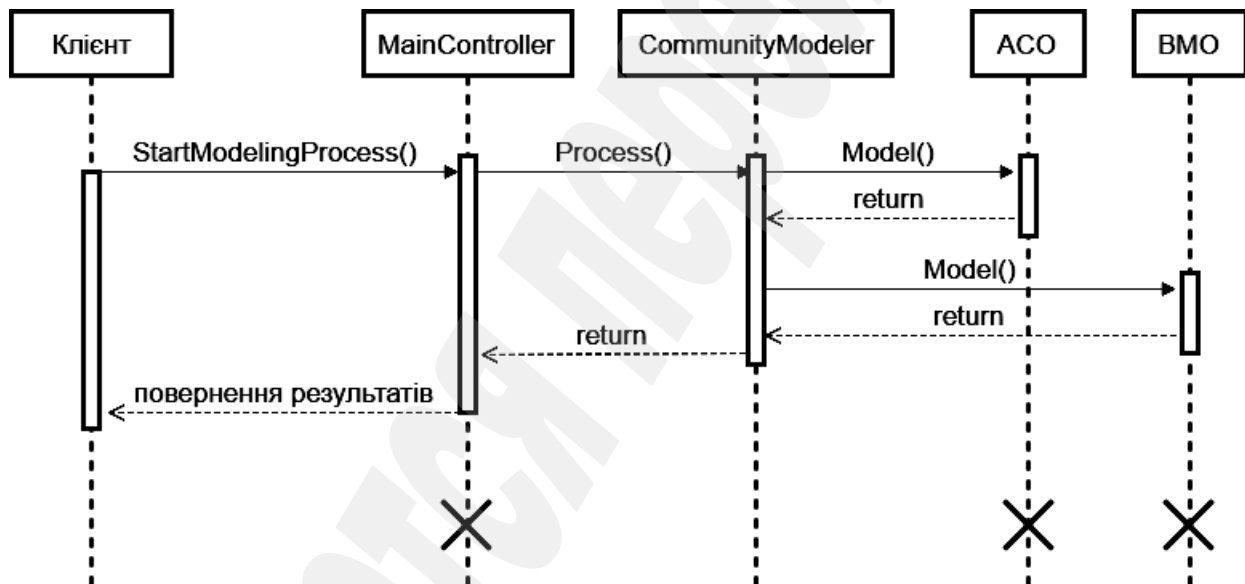 Клієнт
MainController
CommunityModeler
ACO
BMO
StartModelingProcess()
Process()
Model()
return
Model()
return
return
повернення результатів